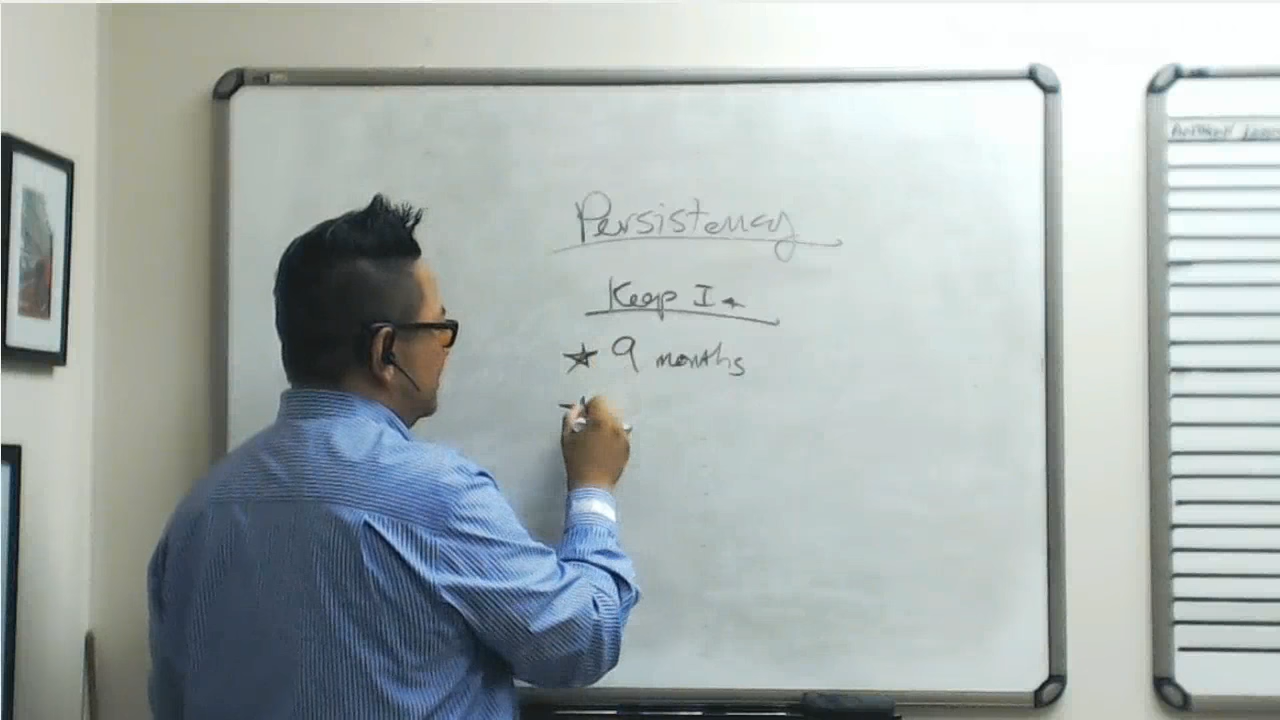 Persistency
Keep It
★ 9 months